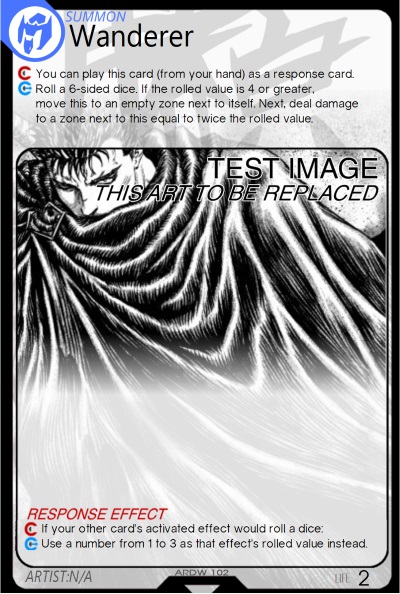 SUMMON
Wanderer
C You can play this card (from your hand) as a response card.
C Roll a 6-sided dice. If the rolled value is 4 or greater,
move this to an empty zone next to itself. Next, deal damage
to a zone next to this equal to twice the rolled value.
TEST IMAGE
THIS ART TO BE REPLACED
RESPONSE EFFECT
C If your other card's activated effect would roll a dice:
C Use a number from 1 to 3 as that effect's rolled value instead.
ARTIST:N/A
ARDW 102
LIFE 2